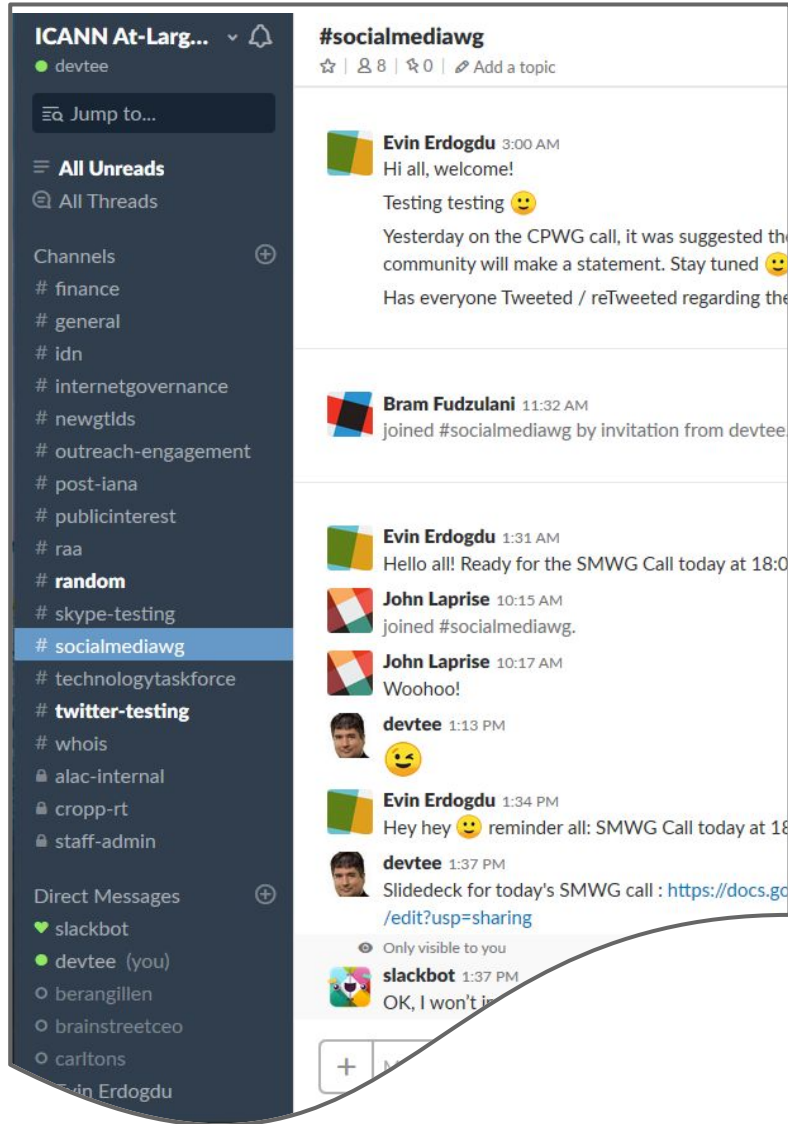 ICANN At-Larg...
devtee
Jump to...
All Unreads
All Threads
Channels
# finance
# general
# idn
# internetgovernance
# newgtlds
# outreach-engagement
# post-iana
# publicinterest
# raa
# random
# skype-testing
# socialmediawg
# technologytaskforce
# twitter-testing
# whois
alac-internal
cropp-rt
staff-admin
Direct Messages
slackbot
devtee (you)
berangillen
brainstreetceo
carltons
Evin Erdogdu
#socialmediawg
8 | 0 | Add a topic
Evin Erdogdu 3:00 AM
Hi all, welcome!
Testing testing 🙂
Yesterday on the CPWG call, it was suggested the
community will make a statement. Stay tuned 🙂
Has everyone Tweeted / reTweeted regarding the
Bram Fudzulani 11:32 AM
joined #socialmediawg by invitation from devtee.
Evin Erdogdu 1:31 AM
Hello all! Ready for the SMWG Call today at 18:0
John Laprise 10:15 AM
joined #socialmediawg.
John Laprise 10:17 AM
Woohoo!
devtee 1:13 PM
😉
Evin Erdogdu 1:34 PM
Hey hey 🙂 reminder all: SMWG Call today at 18
devtee 1:37 PM
Slidedeck for today's SMWG call : https://docs.go
/edit?usp=sharing
Only visible to you
slackbot 1:37 PM
OK, I won't